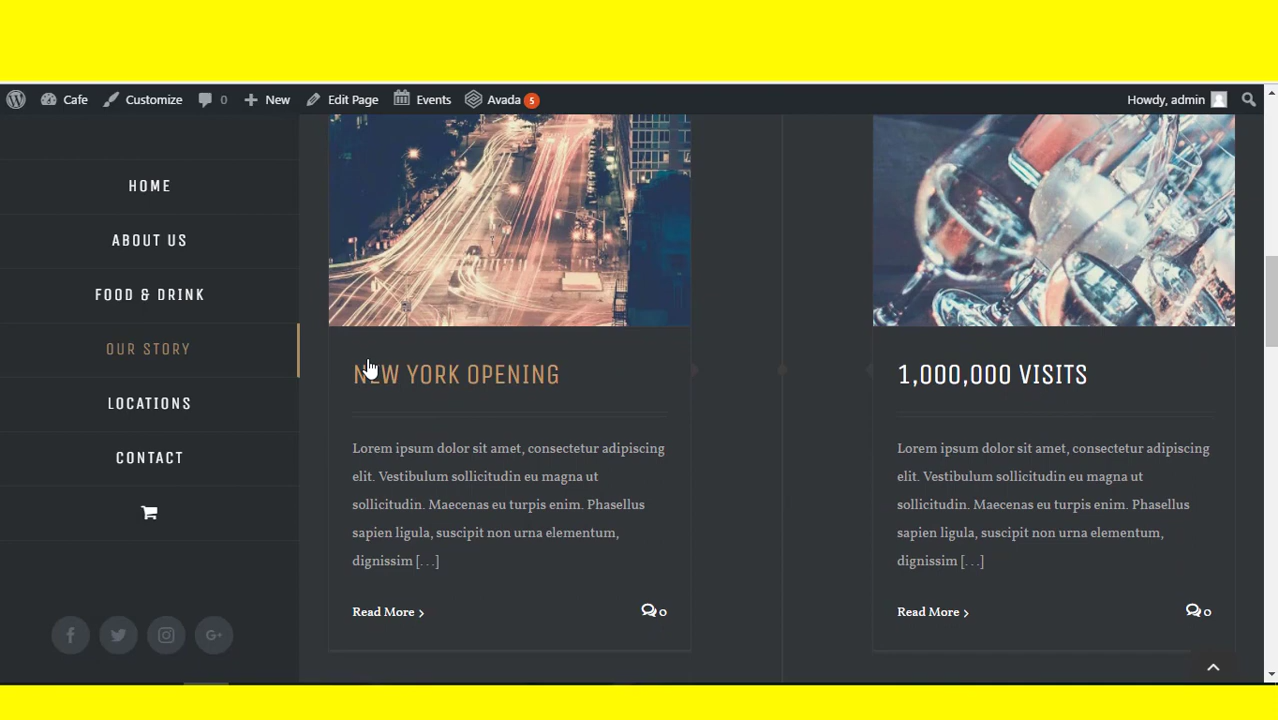 Cafe Customize 0 New Edit Page Events Avada 5 Howdy, admin
HOME
ABOUT US
FOOD & DRINK
OUR STORY
LOCATIONS
CONTACT
NEW YORK OPENING
Lorem ipsum dolor sit amet, consectetur adipiscing
elit. Vestibulum sollicitudin eu magna ut
sollicitudin. Maecenas eu turpis enim. Phasellus
sapien ligula, suscipit non urna elementum,
dignissim [...]
Read More 0
1,000,000 VISITS
Lorem ipsum dolor sit amet, consectetur adipiscing
elit. Vestibulum sollicitudin eu magna ut
sollicitudin. Maecenas eu turpis enim. Phasellus
sapien ligula, suscipit non urna elementum,
dignissim [...]
Read More 0